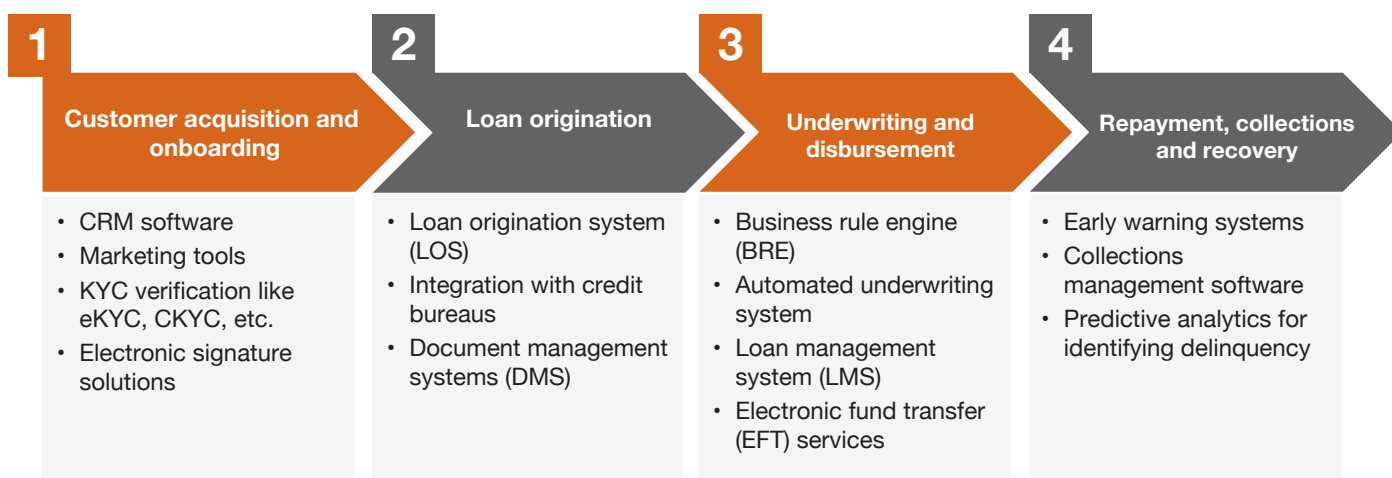 1
Customer acquisition and
onboarding
• CRM software
• Marketing tools
• KYC verification like
eKYC, CKYC, etc.
• Electronic signature
solutions
2
Loan origination
• Loan origination system
(LOS)
• Integration with credit
bureaus
• Document management
systems (DMS)
3
Underwriting and
disbursement
• Business rule engine
(BRE)
• Automated underwriting
system
• Loan management
system (LMS)
• Electronic fund transfer
(EFT) services
4
Repayment, collections
and recovery
• Early warning systems
• Collections
management software
• Predictive analytics for
identifying delinquency